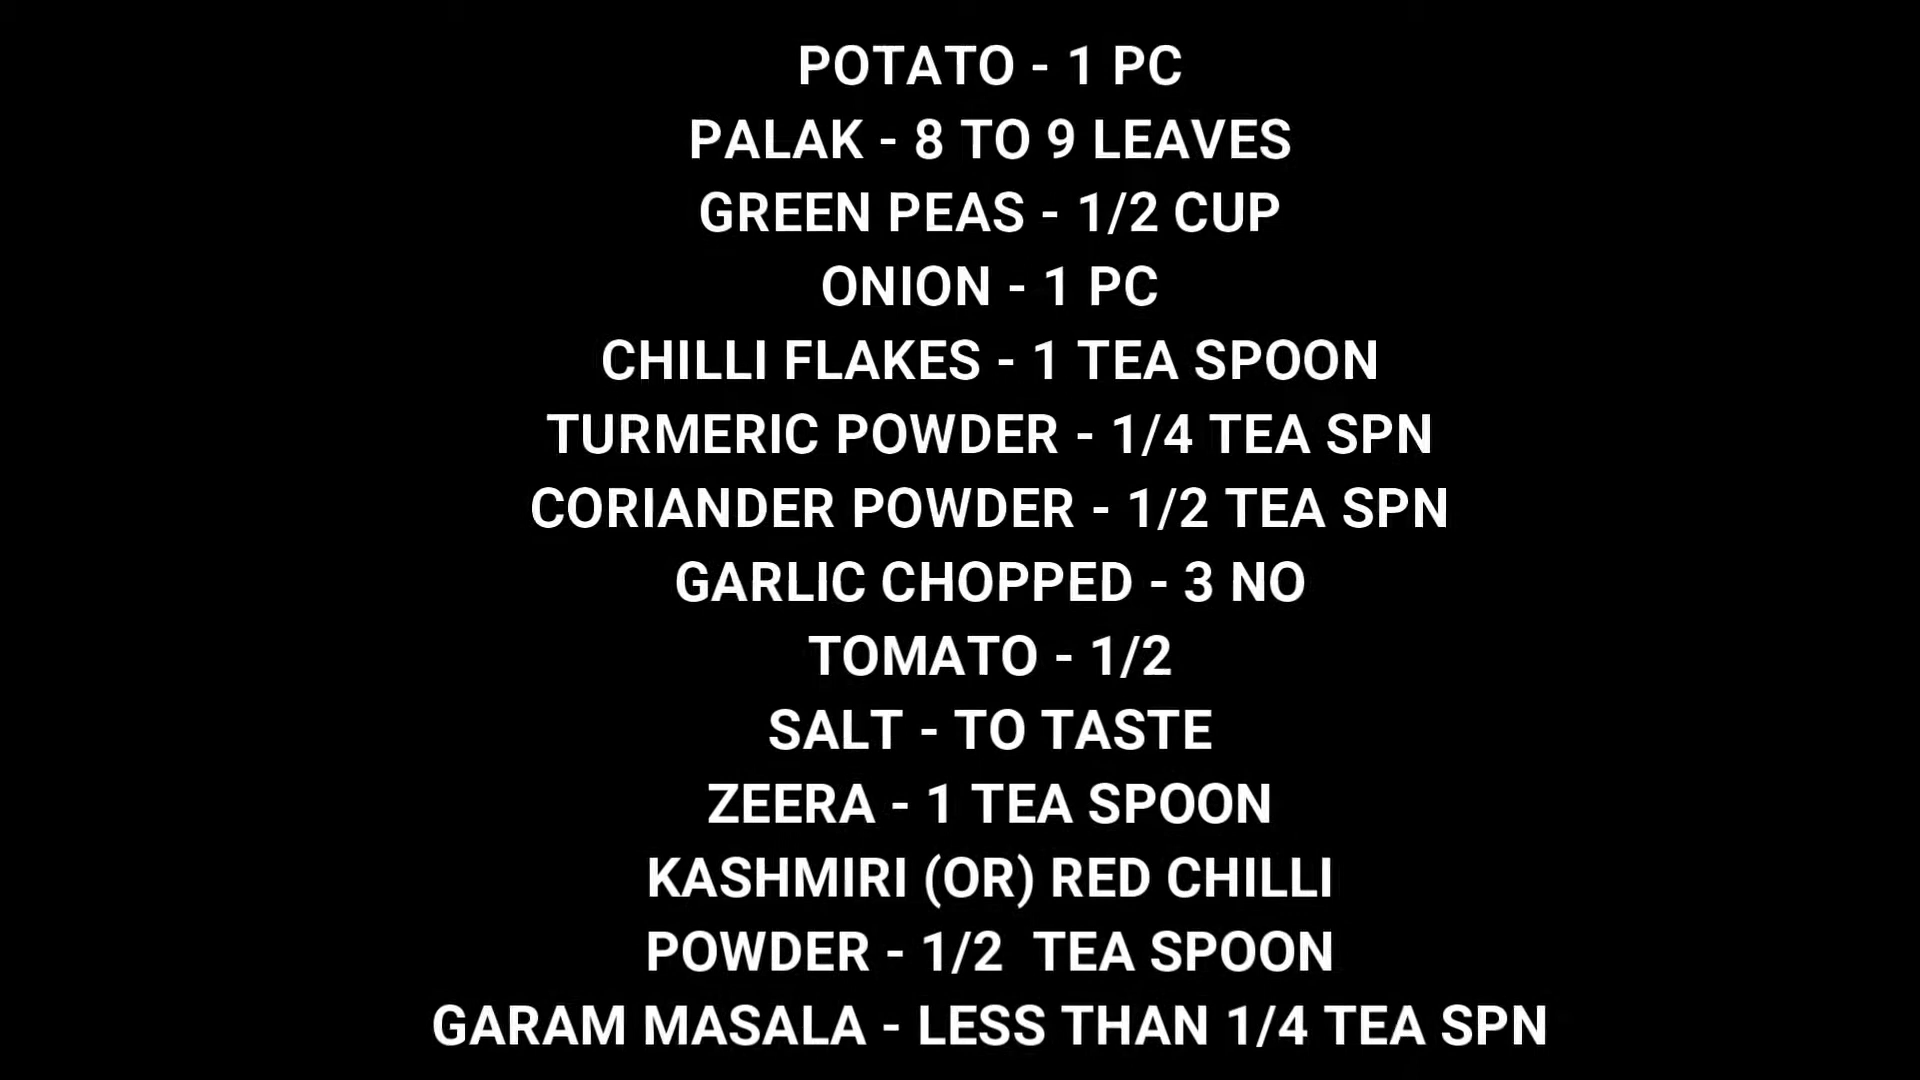 POTATO - 1 PC
PALAK - 8 TO 9 LEAVES
GREEN PEAS - 1/2 CUP
ONION - 1 PC
CHILLI FLAKES - 1 TEA SPOON
TURMERIC POWDER - 1/4 TEA SPN
CORIANDER POWDER - 1/2 TEA SPN
GARLIC CHOPPED - 3 NO
TOMATO - 1/2
SALT - TO TASTE
ZEERA - 1 TEA SPOON
KASHMIRI (OR) RED CHILLI
POWDER - 1/2  TEA SPOON
GARAM MASALA - LESS THAN 1/4 TEA SPN